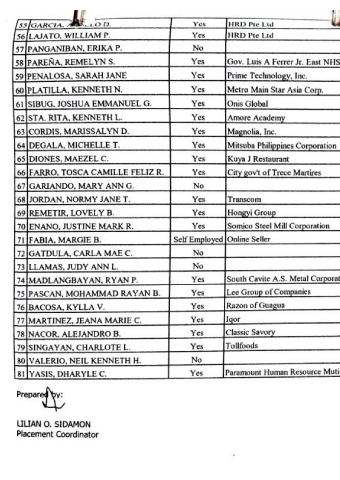 55 GARCIA, D. Yes HRD Pte Ltd
56 LAJATO, WILLIAM P. Yes HRD Pte Ltd
57 PANGANIBAN, ERIKA P. No
58 PAREÑA, REMELYN S. Yes Gov. Luis A Ferrer Jr. East NHS
59 PENALOSA, SARAH JANE Yes Prime Technology, Inc.
60 PLATILLA, KENNETH N. Yes Metro Main Star Asia Corp.
61 SIBUG, JOSHUA EMMANUEL G. Yes Onis Global
62 STA. RITA, KENNETH L. Yes Amore Academy
63 CORDIS, MARISSALYN D. Yes Magnolia, Inc.
64 DEGALA, MICHELLE T. Yes Mitsuba Philippines Corporation
65 DIONES, MAEZEL C. Yes Kuya J Restaurant
66 FARRO, TOSCA CAMILLE FELIZ R. Yes City gov't of Trece Martires
67 GARIANDO, MARY ANN G. No
68 JORDAN, NORMY JANE T. Yes Transcom
69 REMETIR, LOVELY B. Yes Hongyi Group
70 ENANO, JUSTINE MARK R. Yes Somico Steel Mill Corporation
71 FABIA, MARGIE B. Self Employed Online Seller
72 GATDULA, CARLA MAE C. No
73 LLAMAS, JUDY ANN L. No
74 MADLANGBAYAN, RYAN P. Yes South Cavite A.S. Metal Corporat
75 PASCAN, MOHAMMAD RAYAN B. Yes Lee Group of Companies
76 BACOSA, KYLLA V. Yes Razon of Guagua
77 MARTINEZ, JEANA MARIE C. Yes Iqor
78 NACOR, ALEJANDRO B. Yes Classic Savory
79 SINGAYAN, CHARLOTE L. Yes Tollfoods
80 VALERIO, NEIL KENNETH H. No
81 YASIS, DHARYLE C. Yes Paramount Human Resource Muti
Prepared by:
LILIAN O. SIDAMON
Placement Coordinator